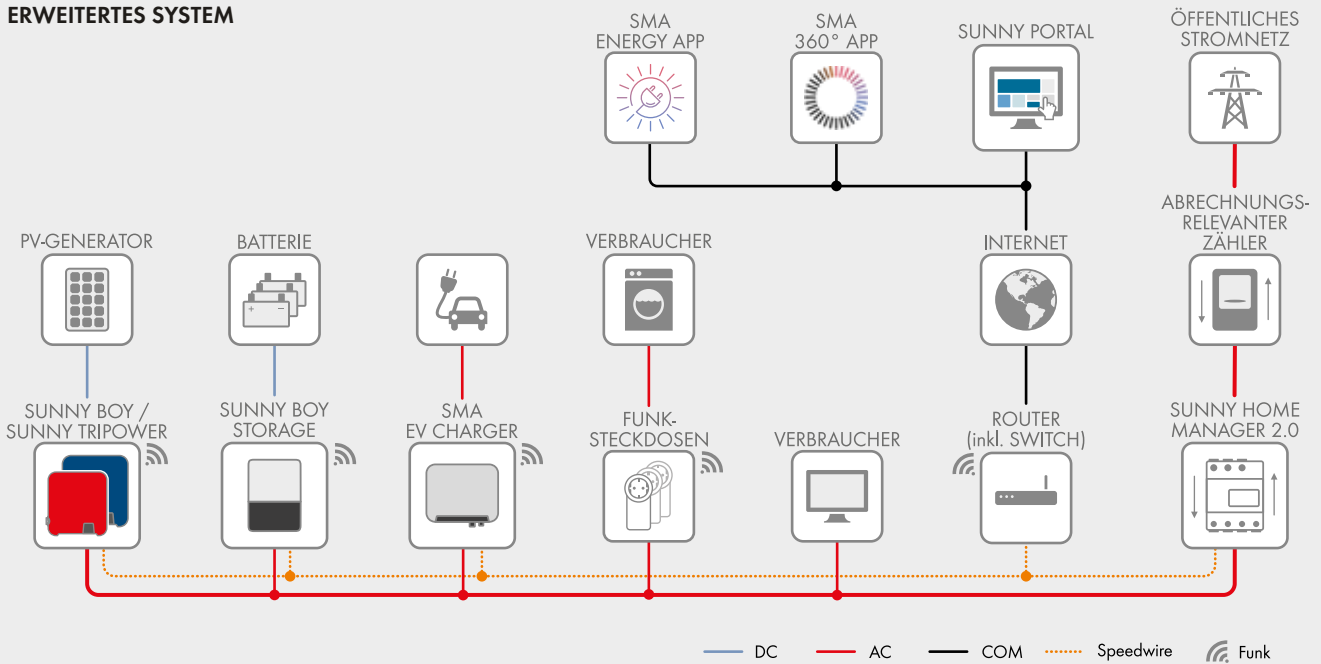 ERWEITERTES SYSTEM
SMA
ENERGY APP
SMA
360° APP
SUNNY PORTAL
ÖFFENTLICHES
STROMNETZ
PV-GENERATOR
BATTERIE
VERBRAUCHER
INTERNET
ABRECHNUNGS-
RELEVANTER
ZÄHLER
SUNNY BOY /
SUNNY TRIPOWER
SUNNY BOY
STORAGE
SMA
EV CHARGER
FUNK-
STECKDOSEN
VERBRAUCHER
ROUTER
(inkl. SWITCH)
SUNNY HOME
MANAGER 2.0
DC
AC
COM
Speedwire
Funk